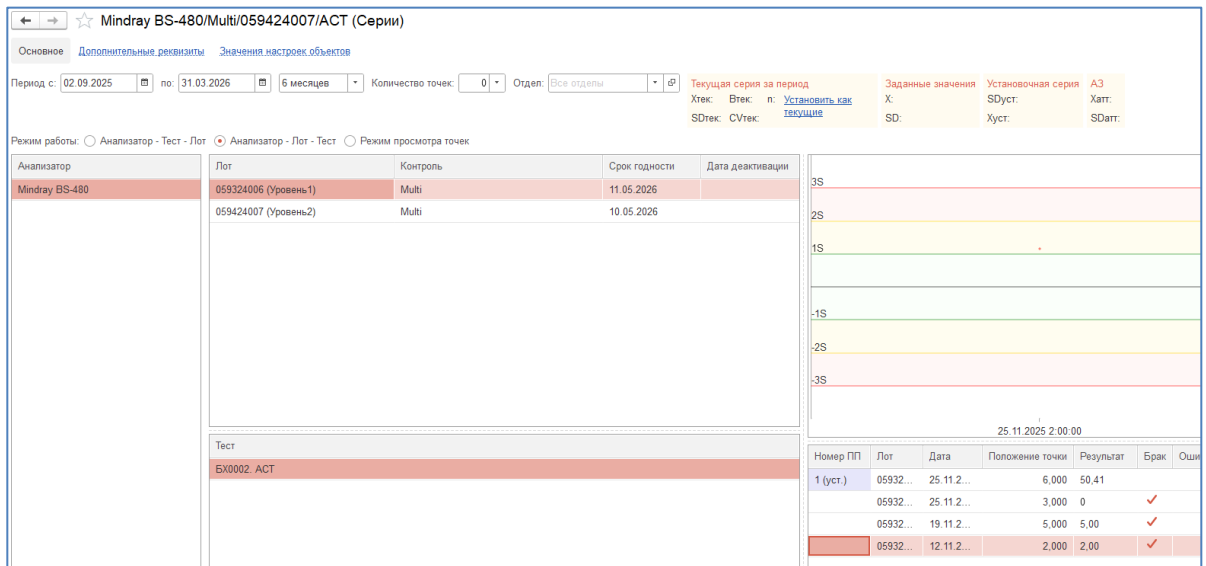 Mindray BS-480/Multi/059424007/АСТ (Серии)
Основное Дополнительные реквизиты Значения настроек объектов
Период с: 02.09.2025 по: 31.03.2026 6 месяцев Количество точек: 0 Отдел: Все отделы
Текущая серия за период Заданные значения Установочная серия АЗ
Xтек: Bтек: n: Установить как текущие X: SDуст: Xатт:
SDтек: CVтек: SD: Xуст: SDатт:
Режим работы: Анализатор - Тест - Лот Анализатор - Лот - Тест Режим просмотра точек
Анализатор Лот Контроль Срок годности Дата деактивации
Mindray BS-480 059324006 (Уровень1) Multi 11.05.2026
059424007 (Уровень2) Multi 10.05.2026
3S
2S
1S
-1S
-2S
-3S
25.11.2025 2:00:00
Тест
БХ0002. АСТ
Номер ПП Лот Дата Положение точки Результат Брак Оши
1 (уст.) 05932... 25.11.2... 6,000 50,41
05932... 25.11.2... 3,000 0
05932... 19.11.2... 5,000 5,00
05932... 12.11.2... 2,000 2,00